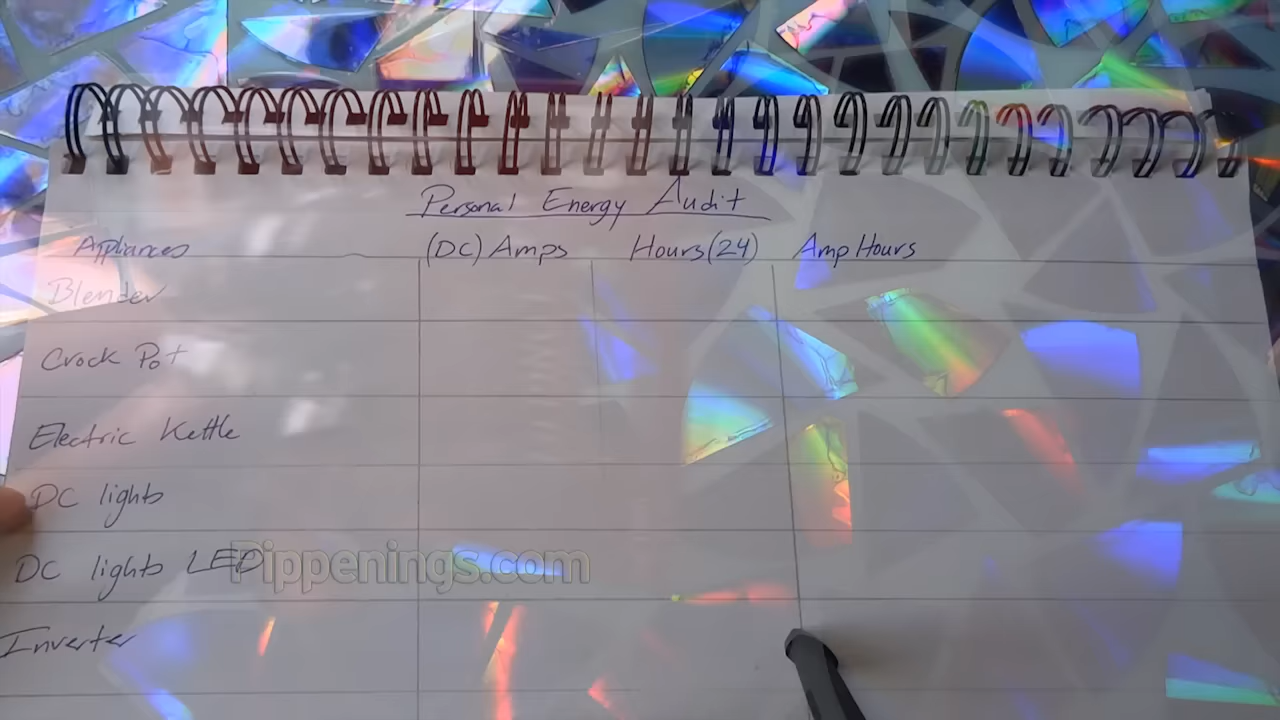 Personal Energy Audit
Appliances (DC) Amps Hours(24) Amp Hours
Blender
Crock Pot
Electric Kettle
DC lights
DC lights LED
Pippenings.com
Inverter